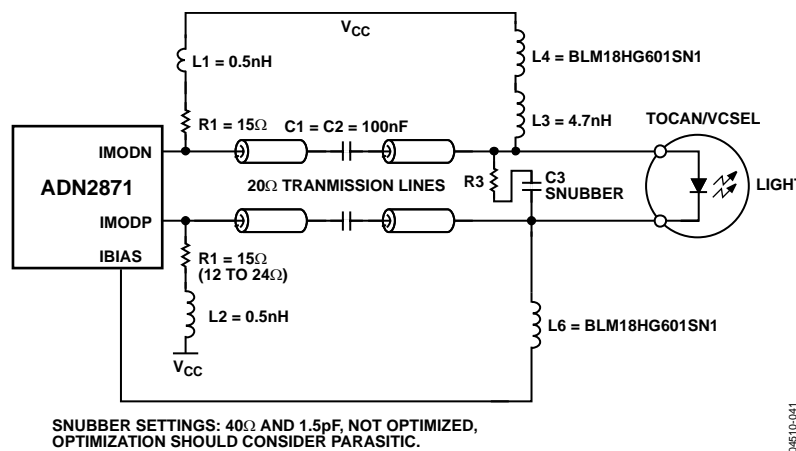 VCC
L1 = 0.5nH
L4 = BLM18HG601SN1
R1 = 15Ω
C1 = C2 = 100nF
L3 = 4.7nH
TOCAN/VCSEL
IMODN
ADN2871
20Ω TRANMISSION LINES
R3
C3
SNUBBER
LIGHT
IMODP
IBIAS
R1 = 15Ω
(12 TO 24Ω)
L2 = 0.5nH
L6 = BLM18HG601SN1
VCC
SNUBBER SETTINGS: 40Ω AND 1.5pF, NOT OPTIMIZED,
OPTIMIZATION SHOULD CONSIDER PARASITIC.
04510-041